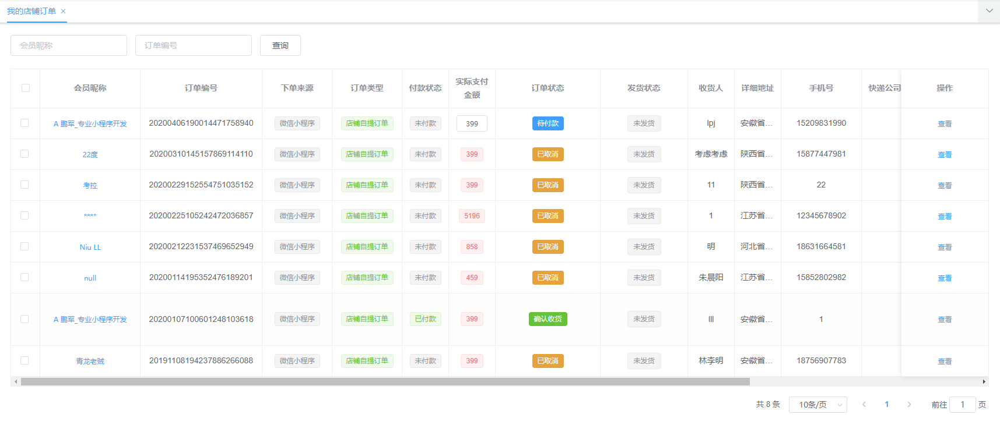 我的店铺订单
会员昵称 订单编号 查询
会员昵称 订单编号 下单来源 订单类型 付款状态 实际支付 订单状态 发货状态 收货人 详细地址 手机号 快递公司 操作
金额
A 鹏军_专业小程序开发 20200406190014471758940 微信小程序 店铺自提订单 未付款 399 待付款 未发货 lpj 安徽省... 15209831990 查看
22度 20200310145157869114110 微信小程序 店铺自提订单 未付款 399 已取消 未发货 考虑考虑 陕西省... 15877447981 查看
考拉 20200229152554751035152 微信小程序 店铺自提订单 未付款 399 已取消 未发货 11 陕西省... 22 查看
**** 20200225105242472036857 微信小程序 店铺自提订单 未付款 5196 已取消 未发货 1 江苏省... 12345678902 查看
Niu LL 20200212231537469652949 微信小程序 店铺自提订单 未付款 858 已取消 未发货 明 河北省... 18631664581 查看
null 20200114195352476189201 微信小程序 店铺自提订单 未付款 459 已取消 未发货 朱晨阳 江苏省... 15852802982 查看
A 鹏军_专业小程序开发 20200107100601248103618 微信小程序 店铺自提订单 已付款 399 确认收货 未发货 lll 安徽省... 1 查看
青龙老贼 20191108194237886266088 微信小程序 店铺自提订单 未付款 399 已取消 未发货 林李明 安徽省... 18756907783 查看
共 8 条 10条/页 1 前往 1 页